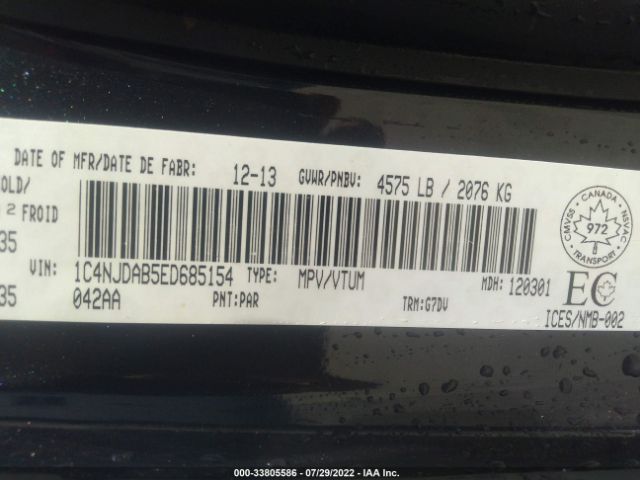 DATE OF MFR/DATE DE FABR: 12-13 GVWR/PNBV: 4575 LB / 2076 KG
OLD/
2 FROID
35
VIN: 1C4NJDAB5ED685154 TYPE: MPV/VTUM MDH: 120301
35 042AA PNT:PAR TRM:G7DV
CMVSS · CANADA · NSVAC
972
TRANSPORT
EC
ICES/NMB-002
000-33805586 - 07/29/2022 - IAA Inc.